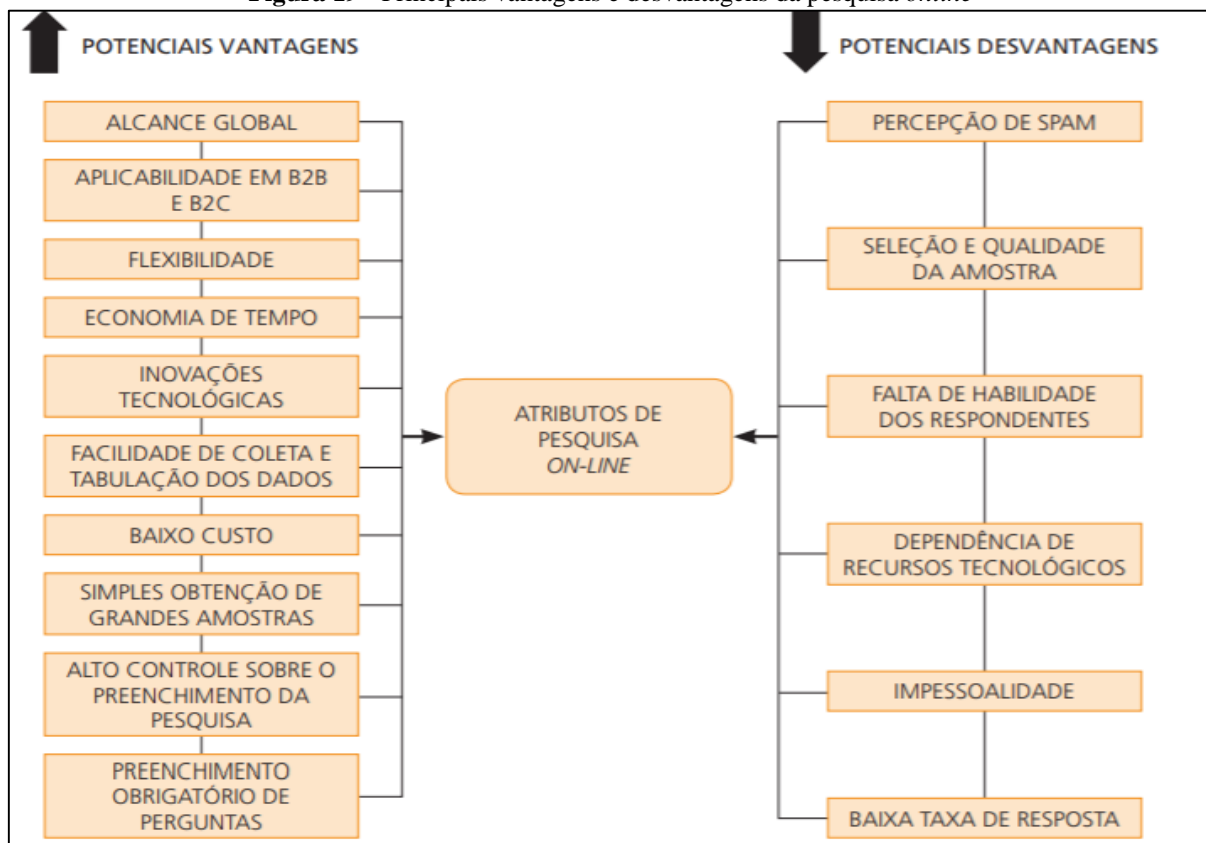 Principais vantagens e desvantagens da pesquisa online
POTENCIAIS VANTAGENS
ALCANCE GLOBAL
APLICABILIDADE EM B2B
E B2C
FLEXIBILIDADE
ECONOMIA DE TEMPO
INOVAÇÕES
TECNOLÓGICAS
FACILIDADE DE COLETA E
TABULAÇÃO DOS DADOS
BAIXO CUSTO
SIMPLES OBTENÇÃO DE
GRANDES AMOSTRAS
ALTO CONTROLE SOBRE O
PREENCHIMENTO DA
PESQUISA
PREENCHIMENTO
OBRIGATÓRIO DE
PERGUNTAS
ATRIBUTOS DE
PESQUISA
ON-LINE
POTENCIAIS DESVANTAGENS
PERCEPÇÃO DE SPAM
SELEÇÃO E QUALIDADE
DA AMOSTRA
FALTA DE HABILIDADE
DOS RESPONDENTES
DEPENDÊNCIA DE
RECURSOS TECNOLÓGICOS
IMPESSOALIDADE
BAIXA TAXA DE RESPOSTA